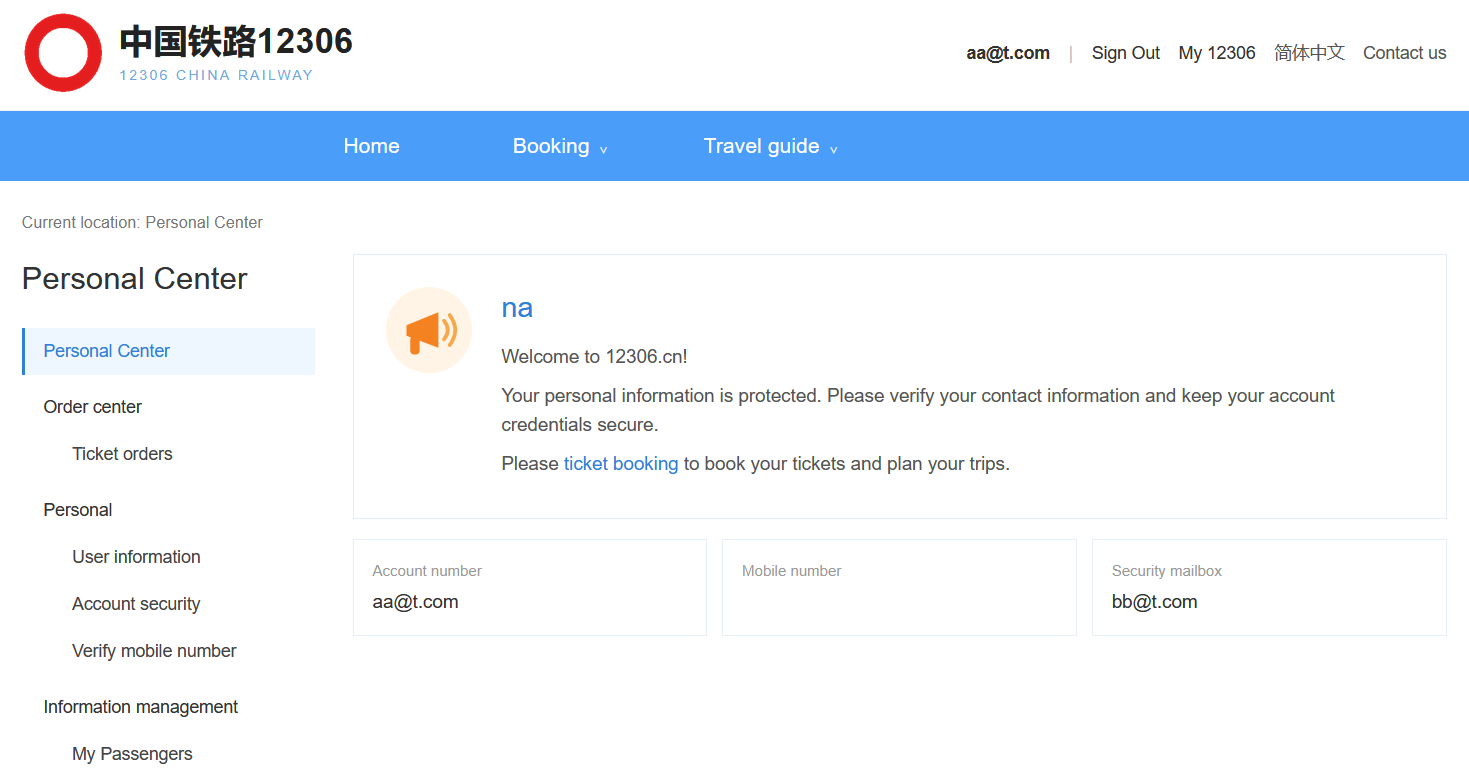 中国铁路12306
12306 CHINA RAILWAY
aa@t.com | Sign Out My 12306 简体中文 Contact us
Home Booking Travel guide
Current location: Personal Center
Personal Center
Personal Center
Order center
Ticket orders
Personal
User information
Account security
Verify mobile number
Information management
My Passengers
na
Welcome to 12306.cn!
Your personal information is protected. Please verify your contact information and keep your account
credentials secure.
Please ticket booking to book your tickets and plan your trips.
Account number
aa@t.com
Mobile number
Security mailbox
bb@t.com